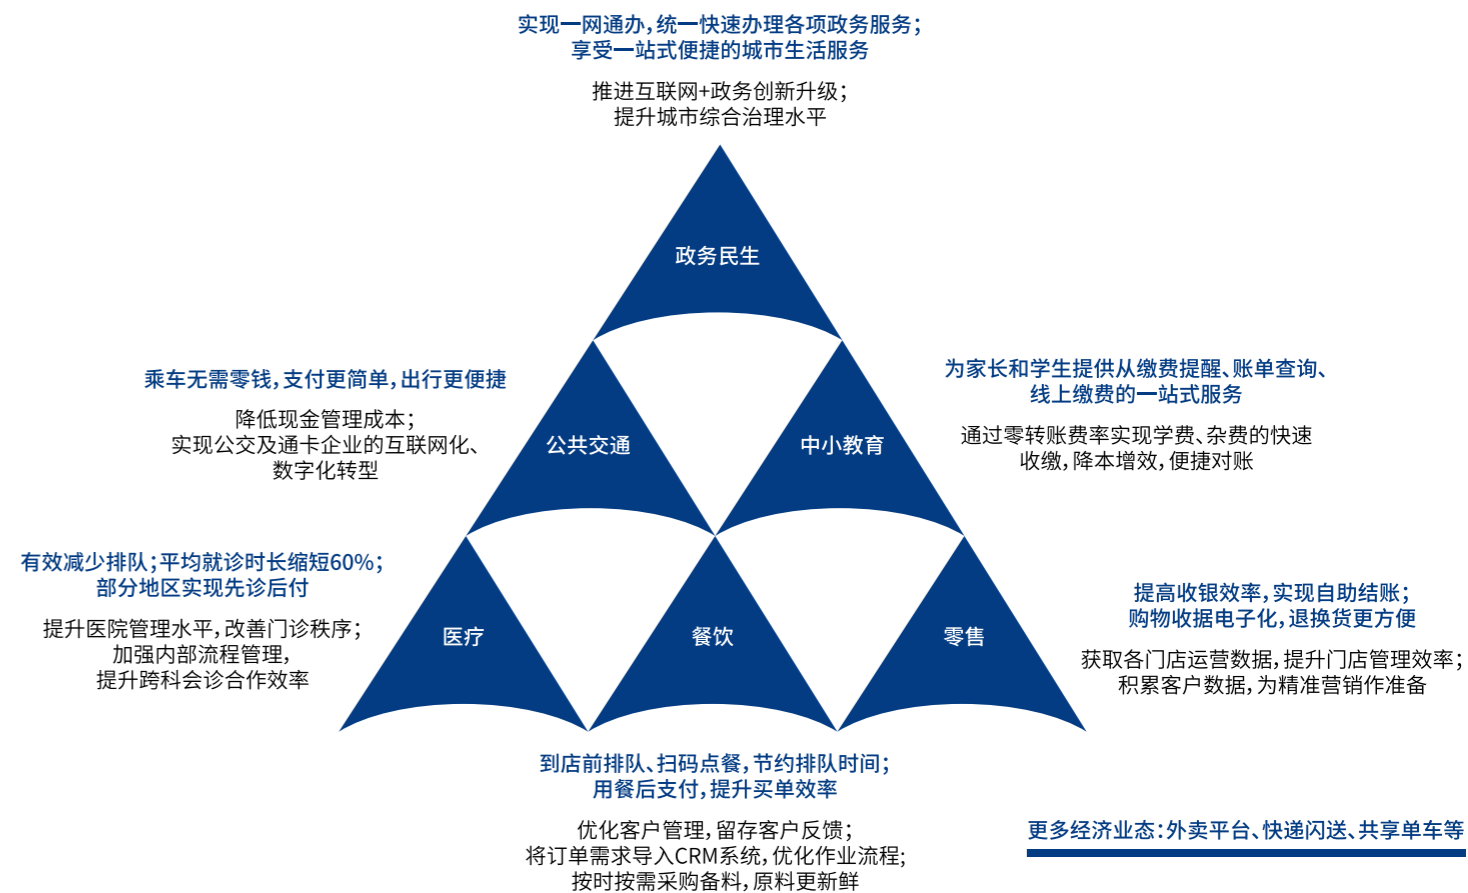 实现一网通办,统一快速办理各项政务服务;
享受一站式便捷的城市生活服务
推进互联网+政务创新升级;
提升城市综合治理水平
政务民生
乘车无需零钱,支付更简单,出行更便捷
降低现金管理成本;
实现公交及通卡企业的互联网化、
数字化转型
公共交通
中小教育
为家长和学生提供从缴费提醒、账单查询、
线上缴费的一站式服务
通过零转账费率实现学费、杂费的快速
收缴,降本增效,便捷对账
有效减少排队;平均就诊时长缩短60%;
部分地区实现先诊后付
提升医院管理水平,改善门诊秩序;
加强内部流程管理,
提升跨科会诊合作效率
医疗
餐饮
零售
提高收银效率,实现自助结账;
购物收据电子化,退换货更方便
获取各门店运营数据,提升门店管理效率;
积累客户数据,为精准营销作准备
到店前排队、扫码点餐,节约排队时间;
用餐后支付,提升买单效率
优化客户管理,留存客户反馈;
将订单需求导入CRM系统,优化作业流程;
按时按需采购备料,原料更新鲜
更多经济业态:外卖平台、快递闪送、共享单车等